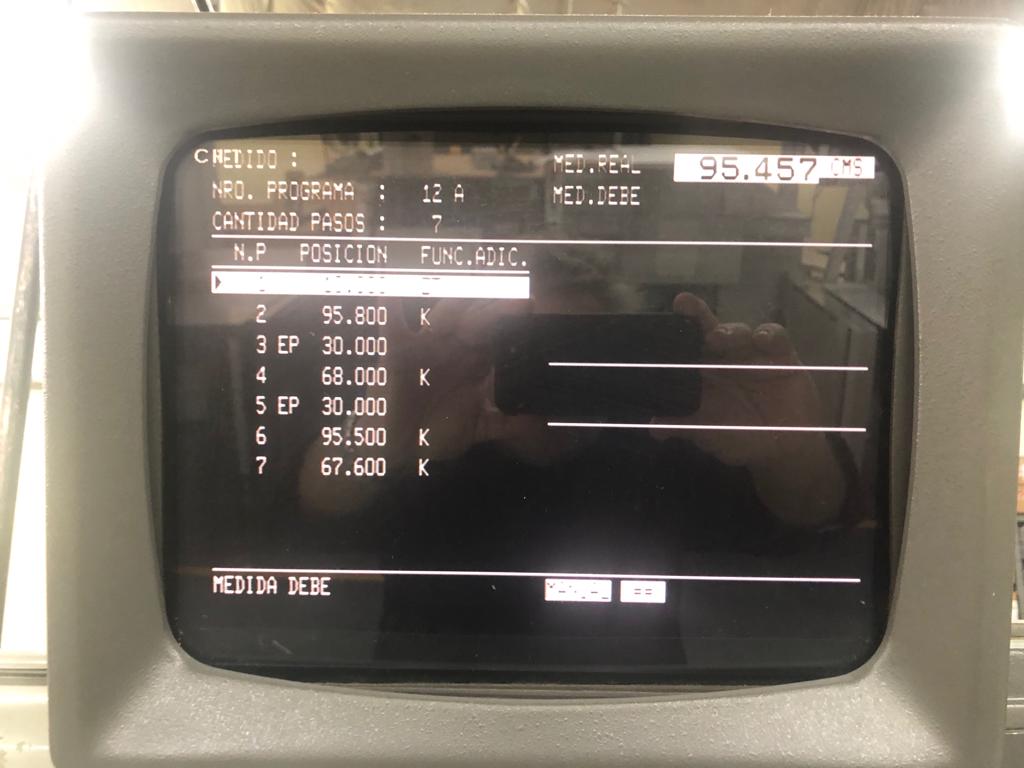 MED.REAL 95.457 CMS
NRO. PROGRAMA : 12 A MED.DEBE
CANTIDAD PASOS : 7
N.P POSICION FUNC.ADIC.
2 95.800 K
3 EP 30.000
4 68.000 K
5 EP 30.000
6 95.500 K
7 67.600 K
MEDIDA DEBE MANUAL ==